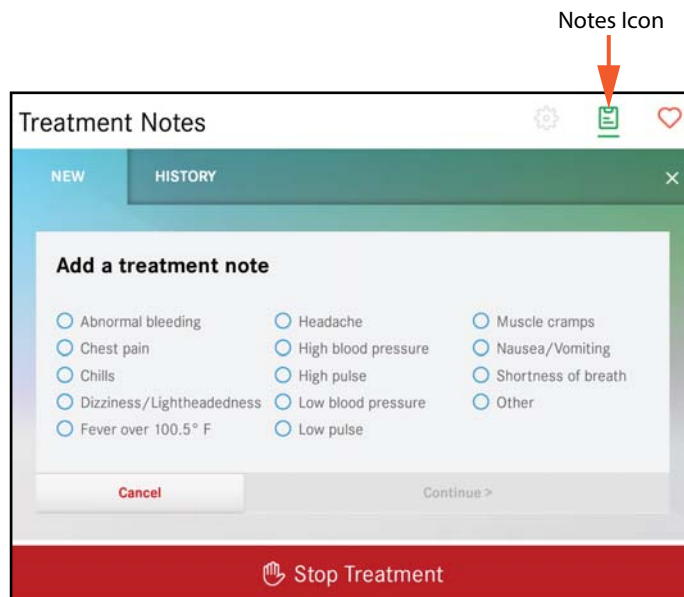 Notes Icon
Treatment Notes
NEW
HISTORY
×
Add a treatment note
Abnormal bleeding
Chest pain
Chills
Dizziness/Lightheadedness
Fever over 100.5° F
Headache
High blood pressure
High pulse
Low blood pressure
Low pulse
Muscle cramps
Nausea/Vomiting
Shortness of breath
Other
Cancel
Continue >
Stop Treatment